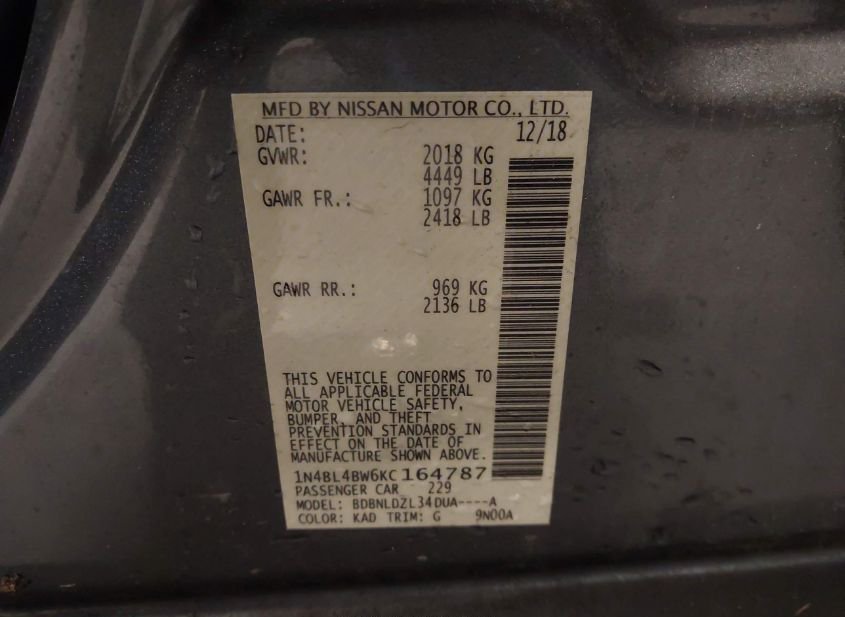 MFD BY NISSAN MOTOR CO., LTD.
DATE: 12/18
GVWR: 2018 KG
4449 LB
GAWR FR.: 1097 KG
2418 LB
GAWR RR.: 969 KG
2136 LB
THIS VEHICLE CONFORMS TO
ALL APPLICABLE FEDERAL
MOTOR VEHICLE SAFETY,
BUMPER, AND THEFT
PREVENTION STANDARDS IN
EFFECT ON THE DATE OF
MANUFACTURE SHOWN ABOVE.
1N4BL4BW6KC164787
PASSENGER CAR 229
MODEL: BDBNLDZL34DUA----A
COLOR: KAD TRIM: G 9N00A